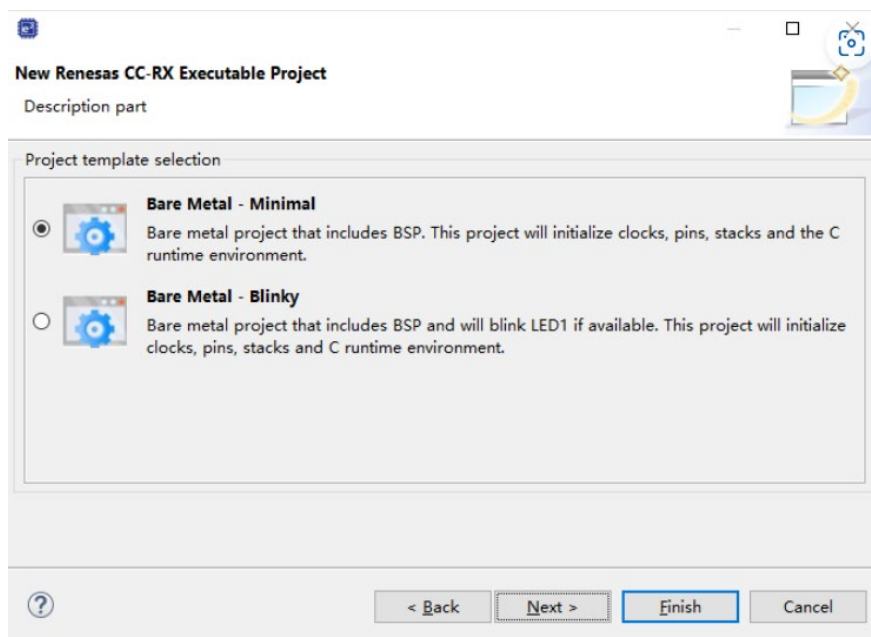 New Renesas CC-RX Executable Project
Description part
Project template selection
Bare Metal - Minimal
Bare metal project that includes BSP. This project will initialize clocks, pins, stacks and the C
runtime environment.
Bare Metal - Blinky
Bare metal project that includes BSP and will blink LED1 if available. This project will initialize
clocks, pins, stacks and C runtime environment.
< Back Next > Finish Cancel